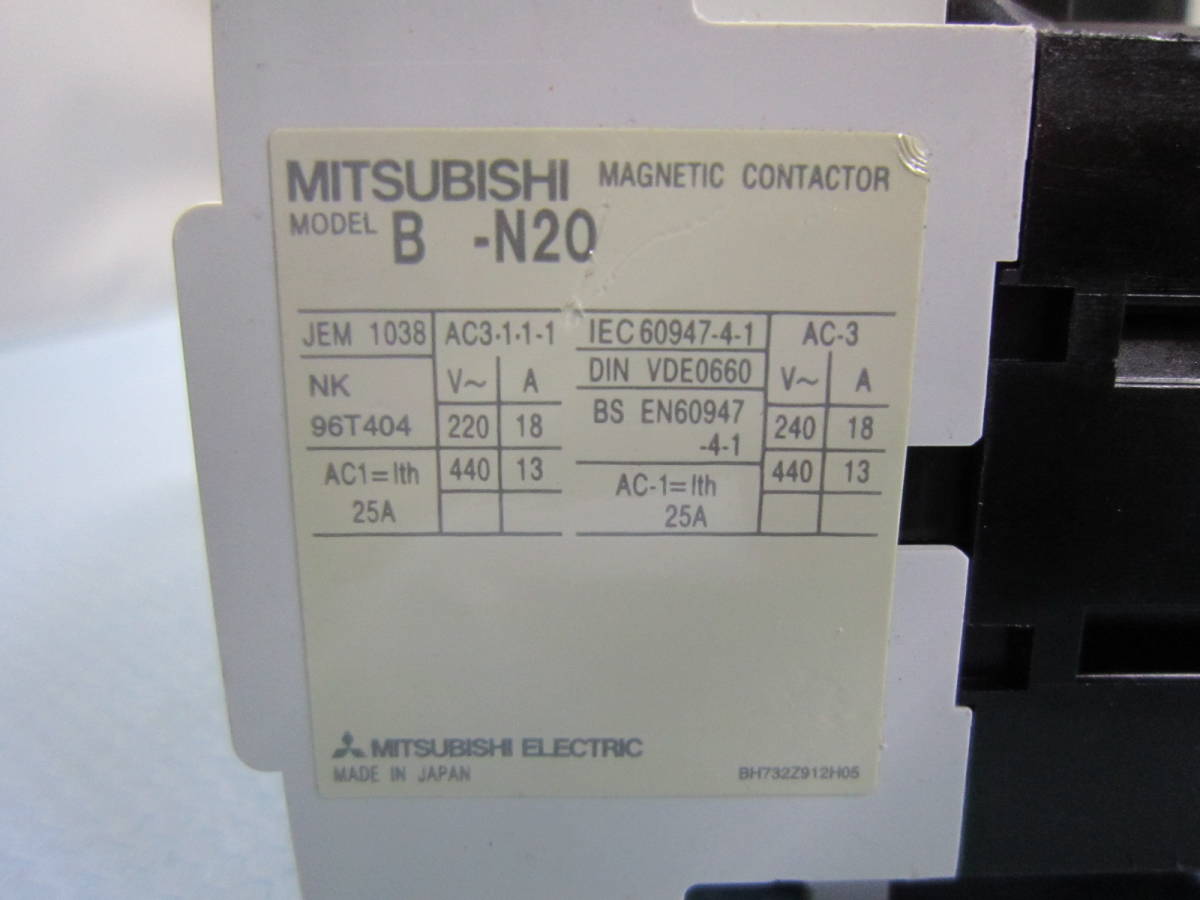 MITSUBISHI MAGNETIC CONTACTOR
MODEL B -N20
JEM 1038
NK
96T404
AC1=Ith
25A
AC3·1·1-1
V~ A
220 18
440 13
IEC 60947-4-1
DIN VDE0660
BS EN60947
-4-1
AC-1=Ith
25A
AC-3
V~ A
240 18
440 13
MITSUBISHI ELECTRIC
MADE IN JAPAN
BH732Z912H05